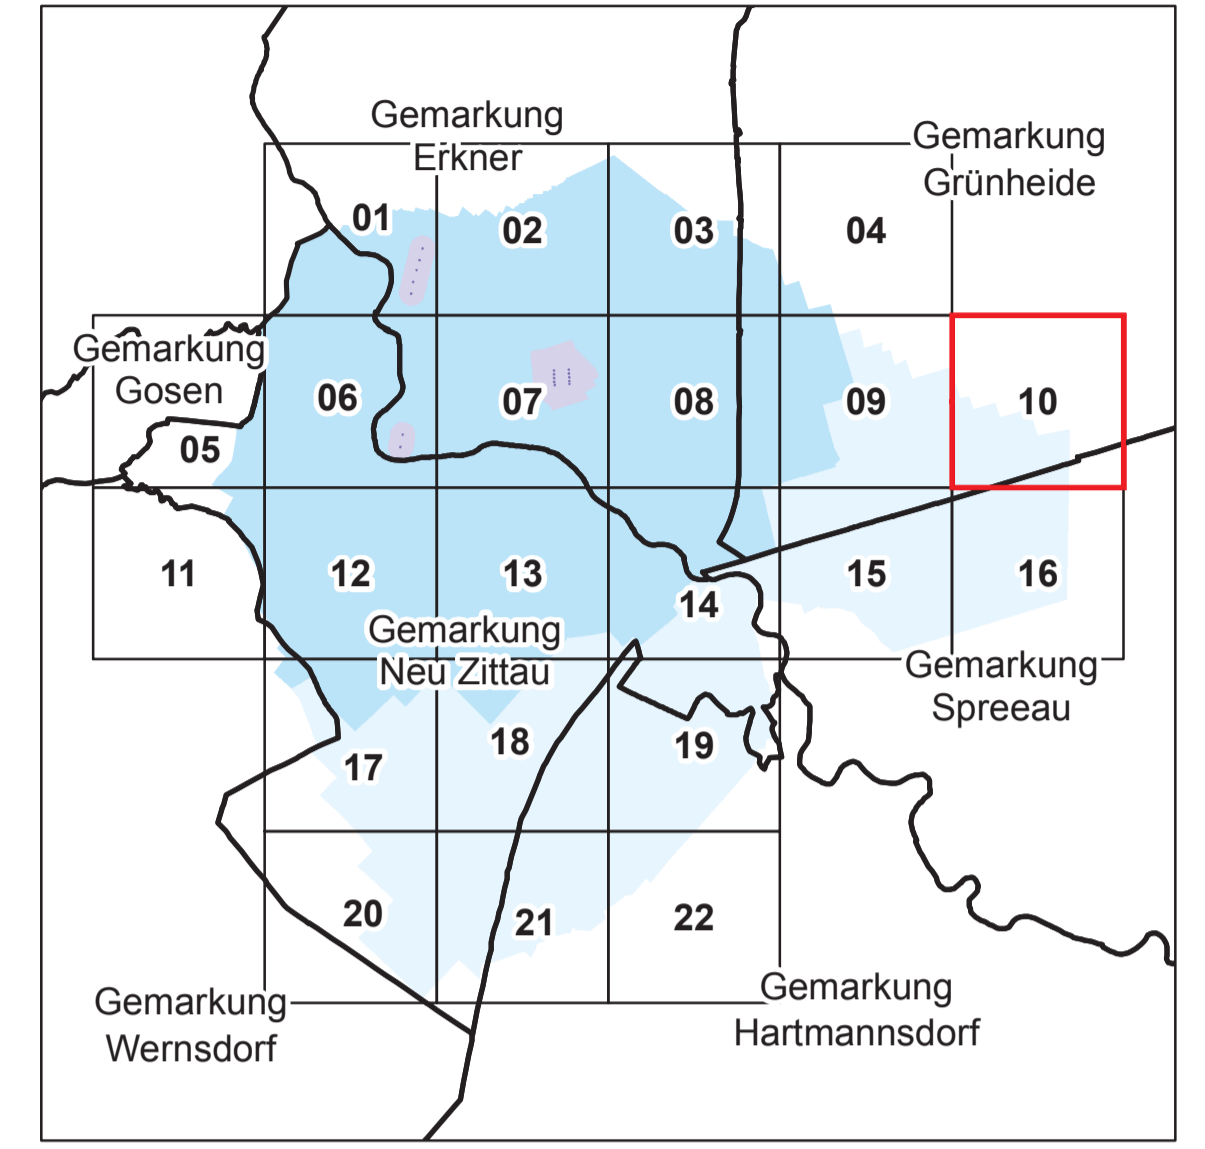 Gemarkung
Erkner
Gemarkung
Grünheide
01
02
03
04
Gemarkung
Gosen
05
06
07
08
09
10
11
12
13
14
15
16
Gemarkung
Neu Zittau
Gemarkung
Spreeau
17
18
19
20
21
22
Gemarkung
Wernsdorf
Gemarkung
Hartmannsdorf